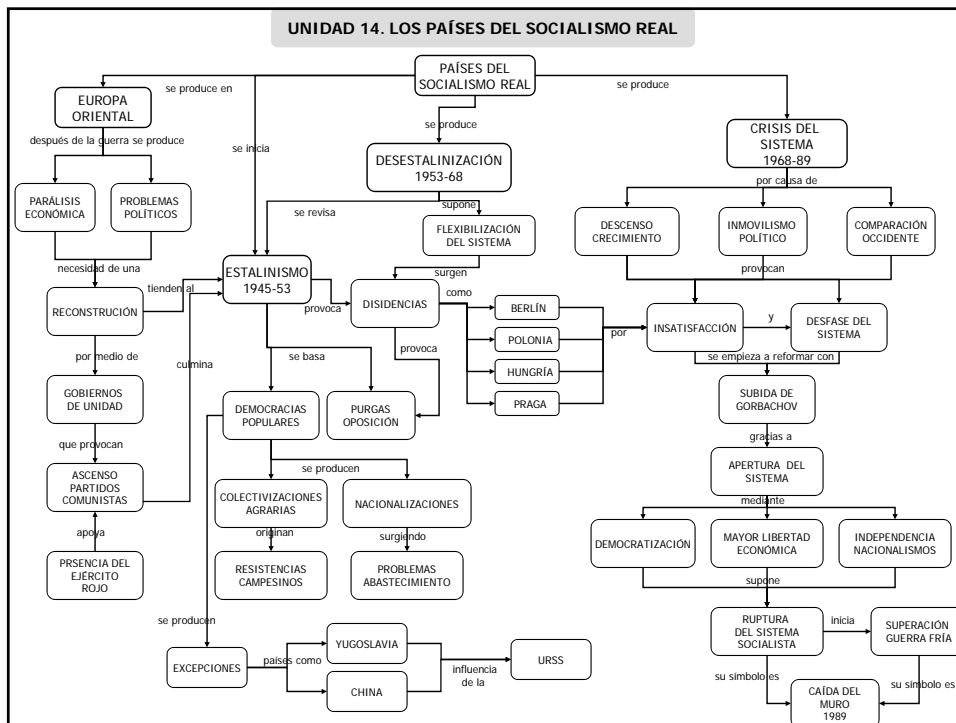 UNIDAD 14. LOS PAÍSES DEL SOCIALISMO REAL
PAÍSES DEL
SOCIALISMO REAL
se produce en
se produce
EUROPA
ORIENTAL
se produce
CRISIS DEL
SISTEMA
1968-89
después de la guerra se produce
se inicia
DESESTALINIZACIÓN
1953-68
por causa de
PARÁLISIS
ECONÓMICA
PROBLEMAS
POLÍTICOS
se revisa
supone
FLEXIBILIZACIÓN
DEL SISTEMA
DESCENSO
CRECIMIENTO
INMOVILISMO
POLÍTICO
COMPARACIÓN
OCCIDENTE
necesidad de una
surgen
provocan
ESTALINISMO
1945-53
tienden al
como
RECONSTRUCCIÓN
provoca
DISIDENCIAS
BERLÍN
POLONIA
HUNGRÍA
PRAGA
por
INSATISFACCIÓN
y
DESFASE DEL
SISTEMA
por medio de
culmina
se basa
provoca
se empieza a reformar con
GOBIERNOS
DE UNIDAD
DEMOCRACIAS
POPULARES
PURGAS
OPOSICIÓN
SUBIDA DE
GORBACHOV
que provocan
gracias a
ASCENSO
PARTIDOS
COMUNISTAS
se producen
APERTURA DEL
SISTEMA
COLECTIVIZACIONES
AGRARIAS
NACIONALIZACIONES
mediante
apoya
originan
surgiendo
DEMOCRATIZACIÓN
MAYOR LIBERTAD
ECONÓMICA
INDEPENDENCIA
NACIONALISMOS
PRSENCIA DEL
EJÉRCITO
ROJO
RESISTENCIAS
CAMPESINOS
PROBLEMAS
ABASTECIMIENTO
supone
se producen
RUPTURA
DEL SISTEMA
SOCIALISTA
inicia
SUPERACIÓN
GUERRA FRÍA
EXCEPCIONES
países como
YUGOSLAVIA
CHINA
influencia
de la
URSS
su símbolo es
su símbolo es
CAÍDA DEL
MURO
1989